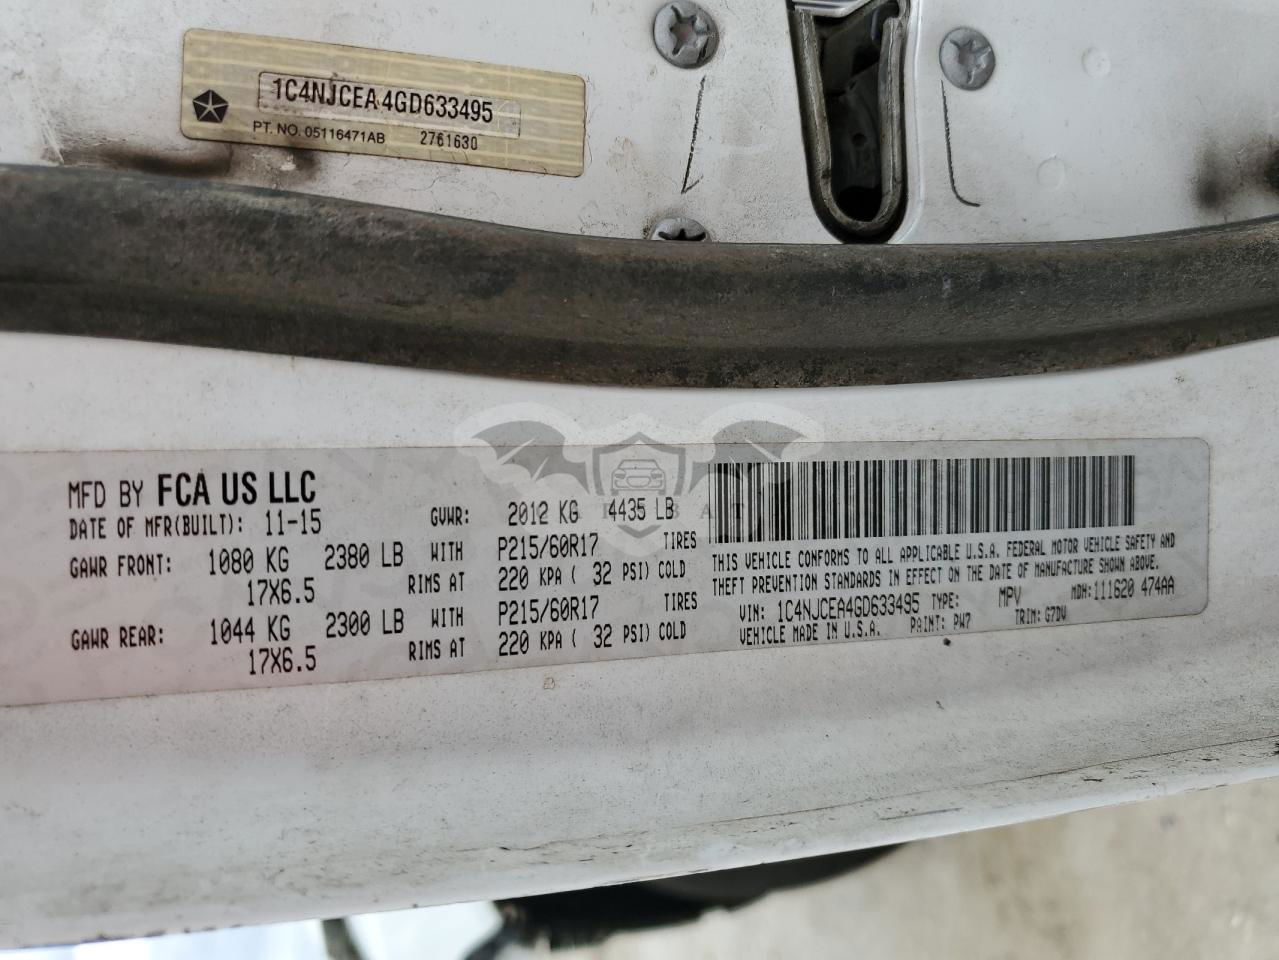 1C4NJCEA4GD633495
PT. NO. 05116471AB 2761630
MFD BY FCA US LLC
DATE OF MFR(BUILT): 11-15 GVWR: 2012 KG 4435 LB
GAWR FRONT: 1080 KG 2380 LB WITH P215/60R17 TIRES
17X6.5 RIMS AT 220 KPA ( 32 PSI) COLD
GAWR REAR: 1044 KG 2300 LB WITH P215/60R17 TIRES
17X6.5 RIMS AT 220 KPA ( 32 PSI) COLD
THIS VEHICLE CONFORMS TO ALL APPLICABLE U.S.A. FEDERAL MOTOR VEHICLE SAFETY AND
THEFT PREVENTION STANDARDS IN EFFECT ON THE DATE OF MANUFACTURE SHOWN ABOVE.
VIN: 1C4NJCEA4GD633495 TYPE: MPV MDH: 111620 474AA
VEHICLE MADE IN U.S.A. PAINT: PW7 TRIM: G7DV